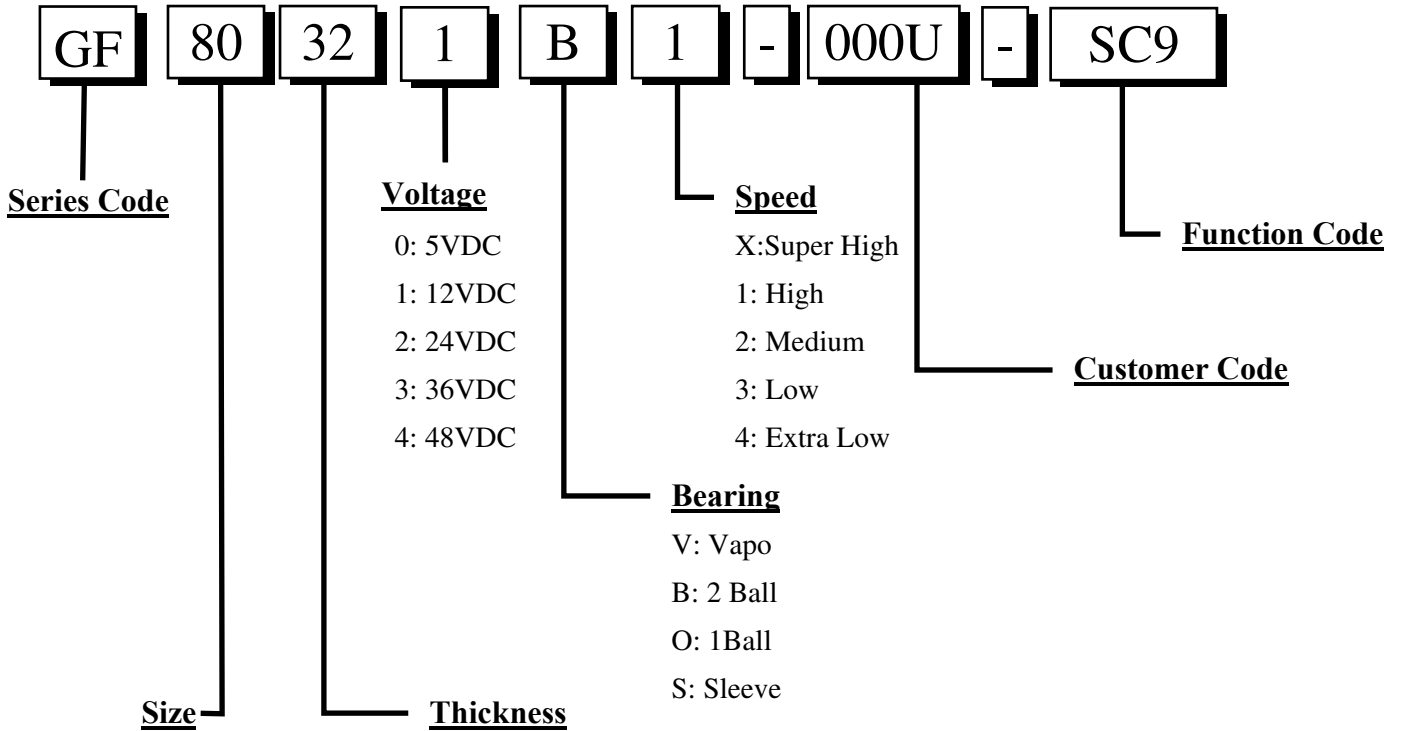 GF 80 32 1 B 1 - 000U - SC9
Series Code
Voltage
0: 5VDC
1: 12VDC
2: 24VDC
3: 36VDC
4: 48VDC
Speed
X:Super High
1: High
2: Medium
3: Low
4: Extra Low
Function Code
Customer Code
Bearing
V: Vapo
B: 2 Ball
O: 1Ball
S: Sleeve
Size
Thickness